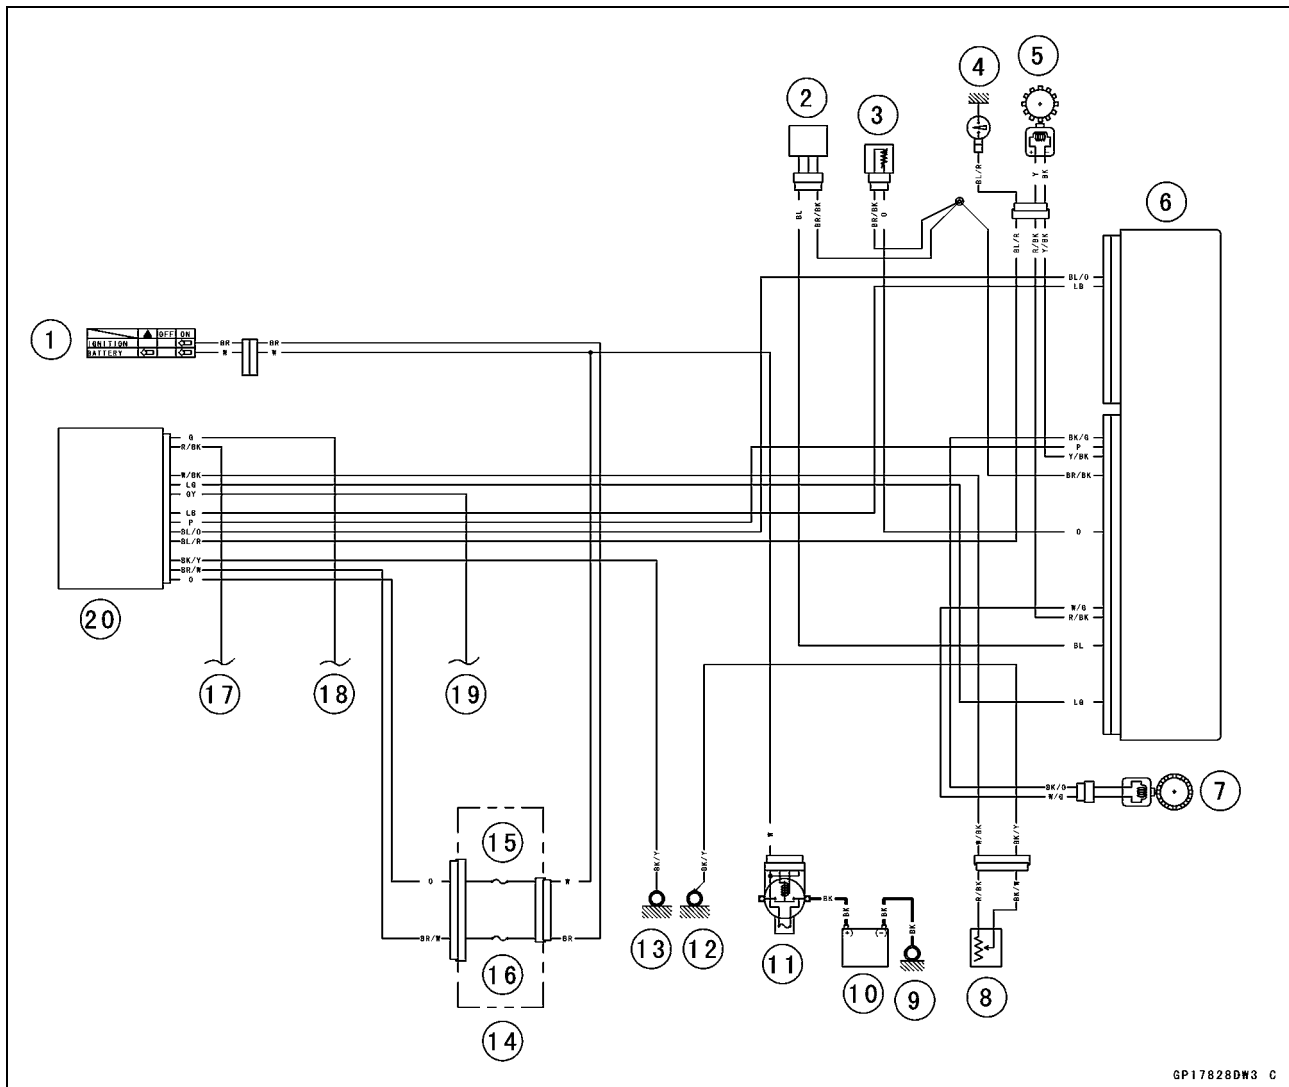 5
4
2
3
BL/R
Y
BK
6
BL
BR/BK
BR/BK
O
BL/R
R/BK
Y/BK
BL/O
LB
1
OFF ON
IGNITION
BATTERY
BR
BR
W
W
G
R/BK
BK/G
P
Y/BK
W/BK
BR/BK
LG
GY
LB
P
BL/O
O
BL/R
BK/Y
BR/W
O
20
W/G
R/BK
BL
17
18
19
LG
BK/G
W/G
7
15
W
W/BK
BK/Y
BK/Y
BK/Y
O
W
R/BK
BK/W
BK
BK
BK
BK
BR/W
BR
(+)
(-)
13
12
11
16
10
9
8
14
GP17828DW3 C